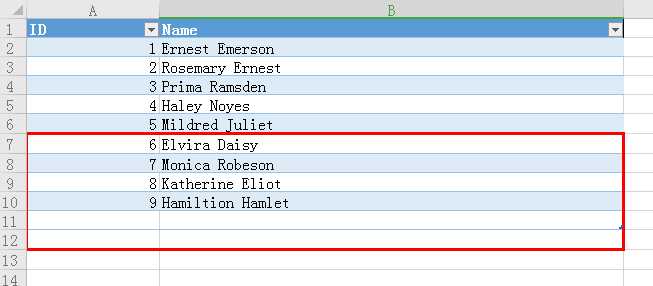 A B
1 ID Name
2 1 Ernest Emerson
3 2 Rosemary Ernest
4 3 Prima Ramsden
5 4 Haley Noyes
6 5 Mildred Juliet
7 6 Elvira Daisy
8 7 Monica Robeson
9 8 Katherine Eliot
10 9 Hamiltion Hamlet
11
12
13
14